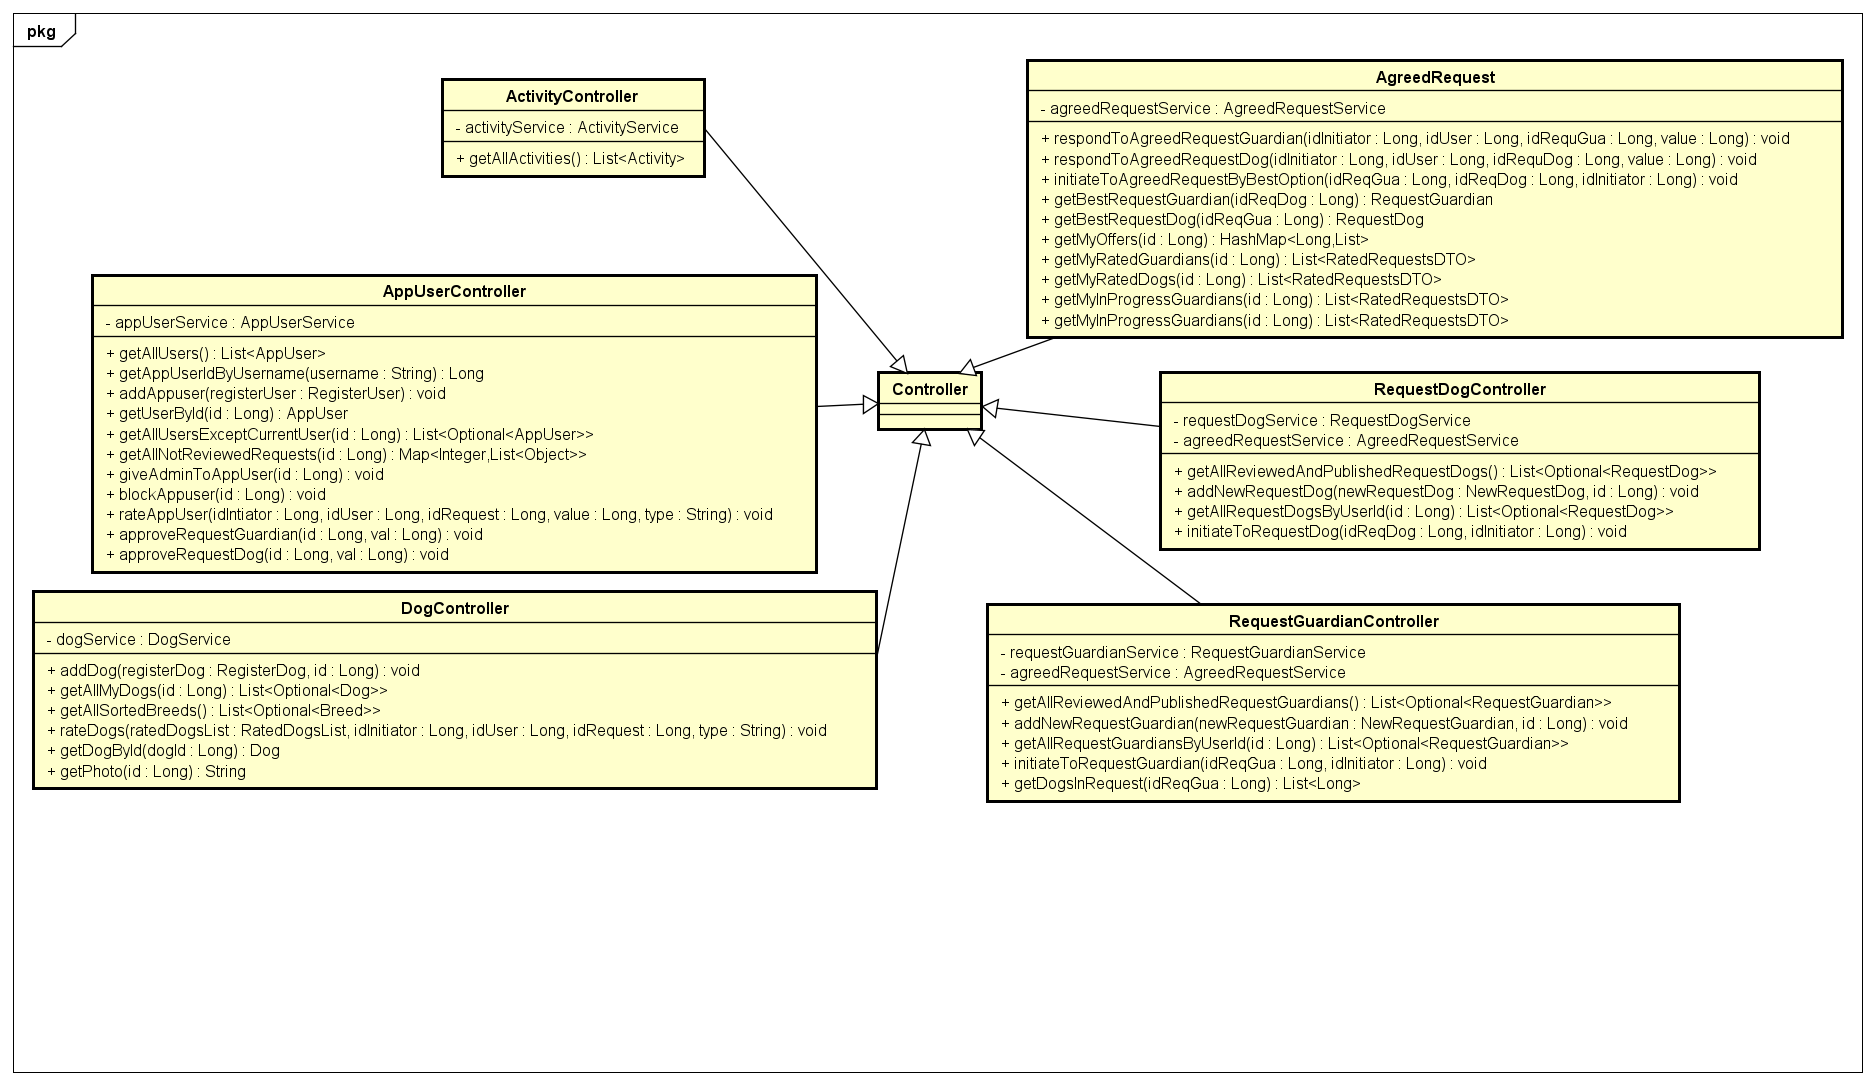 pkg
ActivityController
- activityService : ActivityService
+ getAllActivities() : List<Activity>
AgreedRequest
- agreedRequestService : AgreedRequestService
+ respondToAgreedRequestGuardian(idInitiator : Long, idUser : Long, idRequGua : Long, value : Long) : void
+ respondToAgreedRequestDog(idInitiator : Long, idUser : Long, idRequDog : Long, value : Long) : void
+ initiateToAgreedRequestByBestOption(idReqGua : Long, idReqDog : Long, idInitiator : Long) : void
+ getBestRequestGuardian(idReqDog : Long) : RequestGuardian
+ getBestRequestDog(idReqGua : Long) : RequestDog
+ getMyOffers(id : Long) : HashMap<Long,List>
+ getMyRatedGuardians(id : Long) : List<RatedRequestsDTO>
+ getMyRatedDogs(id : Long) : List<RatedRequestsDTO>
+ getMyInProgressGuardians(id : Long) : List<RatedRequestsDTO>
+ getMyInProgressGuardians(id : Long) : List<RatedRequestsDTO>
AppUserController
- appUserService : AppUserService
+ getAllUsers() : List<AppUser>
+ getAppUserIdByUsername(username : String) : Long
+ addAppuser(registerUser : RegisterUser) : void
+ getUserById(id : Long) : AppUser
+ getAllUsersExceptCurrentUser(id : Long) : List<Optional<AppUser>>
+ getAllNotReviewedRequests(id : Long) : Map<Integer,List<Object>>
+ giveAdminToAppUser(id : Long) : void
+ blockAppuser(id : Long) : void
+ rateAppUser(idIntiator : Long, idUser : Long, idRequest : Long, value : Long, type : String) : void
+ approveRequestGuardian(id : Long, val : Long) : void
+ approveRequestDog(id : Long, val : Long) : void
Controller
RequestDogController
- requestDogService : RequestDogService
- agreedRequestService : AgreedRequestService
+ getAllReviewedAndPublishedRequestDogs() : List<Optional<RequestDog>>
+ addNewRequestDog(newRequestDog : NewRequestDog, id : Long) : void
+ getAllRequestDogsByUserId(id : Long) : List<Optional<RequestDog>>
+ initiateToRequestDog(idReqDog : Long, idInitiator : Long) : void
DogController
- dogService : DogService
+ addDog(registerDog : RegisterDog, id : Long) : void
+ getAllMyDogs(id : Long) : List<Optional<Dog>>
+ getAllSortedBreeds() : List<Optional<Breed>>
+ rateDogs(ratedDogsList : RatedDogsList, idInitiator : Long, idUser : Long, idRequest : Long, type : String) : void
+ getDogById(dogId : Long) : Dog
+ getPhoto(id : Long) : String
RequestGuardianController
- requestGuardianService : RequestGuardianService
- agreedRequestService : AgreedRequestService
+ getAllReviewedAndPublishedRequestGuardians() : List<Optional<RequestGuardian>>
+ addNewRequestGuardian(newRequestGuardian : NewRequestGuardian, id : Long) : void
+ getAllRequestGuardiansByUserId(id : Long) : List<Optional<RequestGuardian>>
+ initiateToRequestGuardian(idReqGua : Long, idInitiator : Long) : void
+ getDogsInRequest(idReqGua : Long) : List<Long>